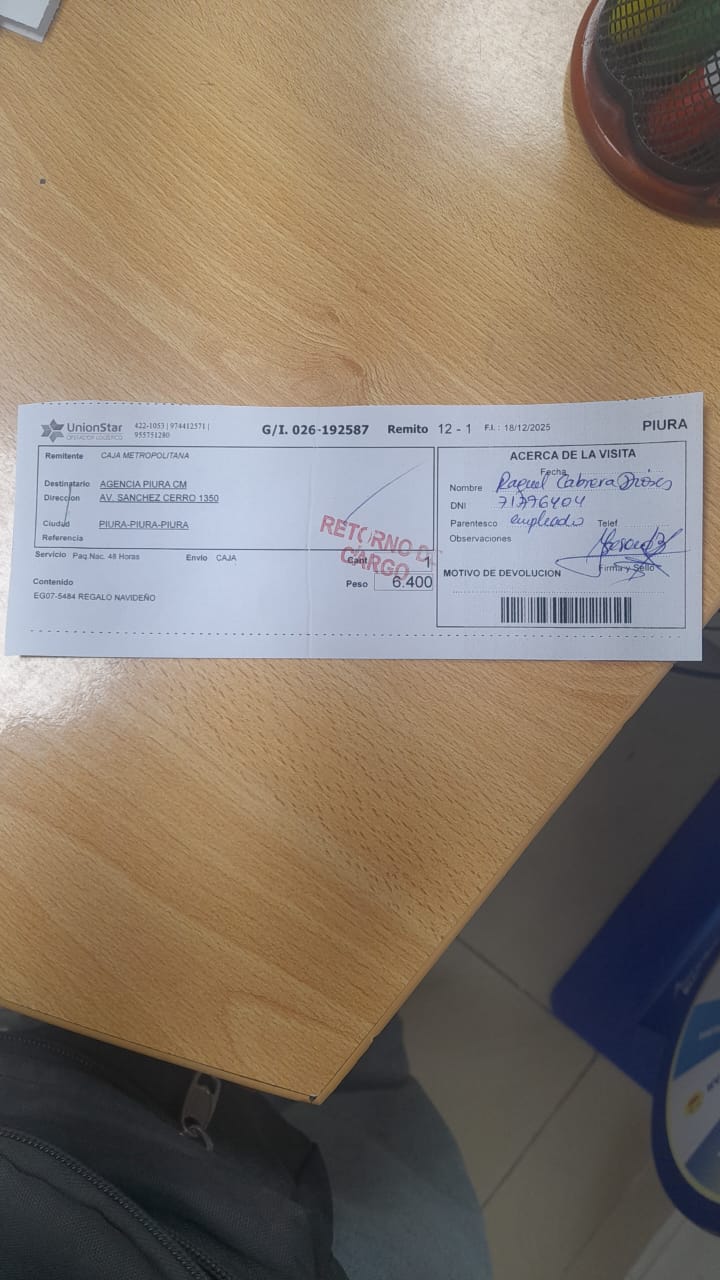 UnionStar
OPERADOR LOGÍSTICO
422-1053 | 974412571 |
955751280
G/I. 026-192587 Remito 12 - 1 F.I. : 18/12/2025 PIURA
Remitente CAJA METROPOLITANA
Destinatario AGENCIA PIURA CM
Dirección AV. SANCHEZ CERRO 1350
Ciudad PIURA-PIURA-PIURA
Referencia
RETORNO D
CARGO
Servicio Paq Nac. 48 Horas Envío CAJA
Cant 1
Peso 6.400
Contenido
EG07-5484 REGALO NAVIDEÑO
ACERCA DE LA VISITA
Fecha
Nombre Raquel Cabrera
DNI 71796404
Parentesco empleado Telef
Observaciones
Firma y Sello
MOTIVO DE DEVOLUCION